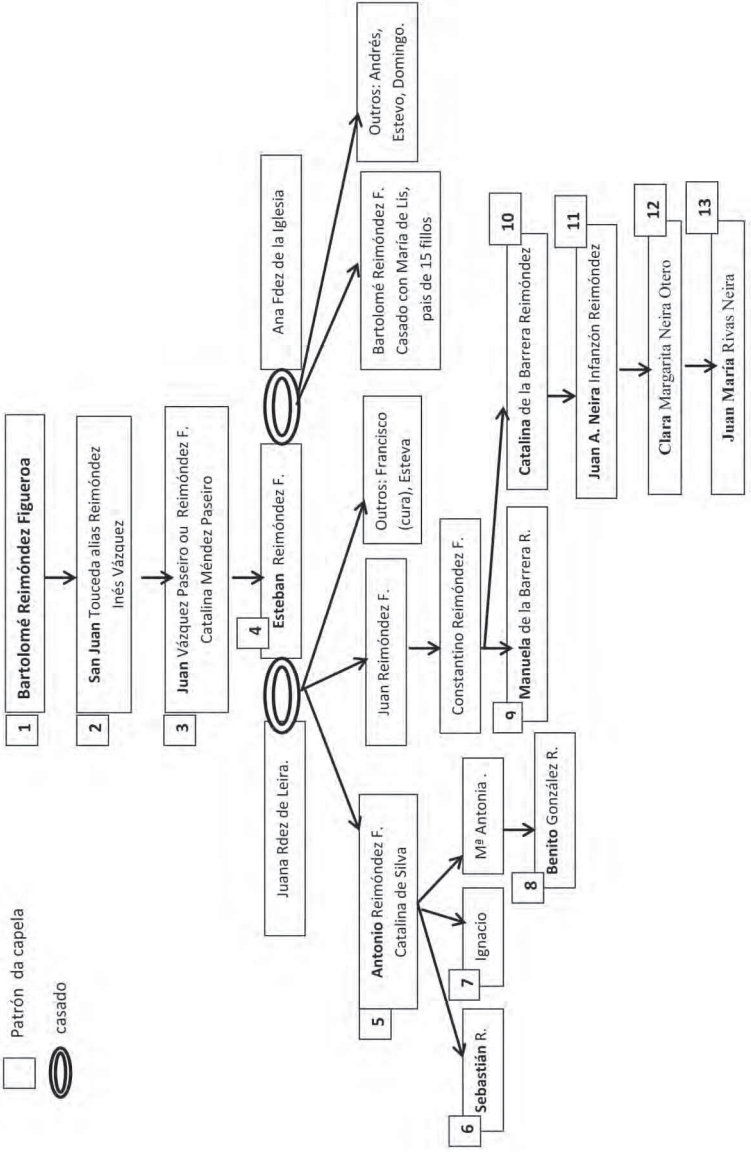 Patrón da capela
casado
1
Bartolomé Reimóndez Figueroa
2
San Juan Touceda alias Reimóndez
Inés Vázquez
3
Juan Vázquez Paseiro ou Reimóndez F.
Catalina Méndez Paseiro
Juana Rdez de Leira.
4
Esteban Reimóndez F.
Ana Fdez de la Iglesia
5
Antonio Reimóndez F.
Catalina de Silva
Juan Reimóndez F.
Outros: Francisco
(cura), Esteva
Bartolomé Reimóndez F.
Casado con María de Lis,
pais de 15 fillos
Outros: Andrés,
Estevo, Domingo.
Constantino Reimóndez F.
6
Sebastián R.
7
Ignacio
Mª Antonia .
8
Benito González R.
9
Manuela de la Barrera R.
10
Catalina de la Barrera Reimóndez
11
Juan A. Neira Infanzón Reimóndez
12
Clara Margarita Neira Otero
13
Juan María Rivas Neira